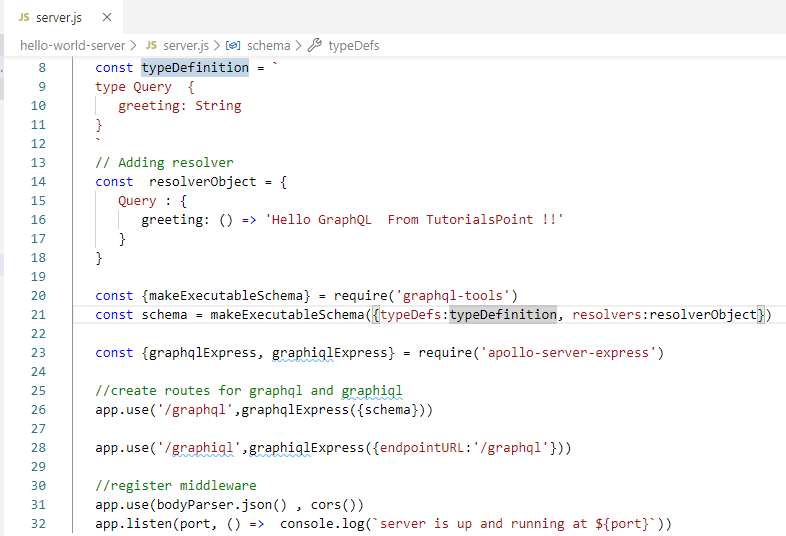 JS server.js ×
hello-world-server > JS server.js > schema > typeDefs
8 const typeDefinition = `
9 type Query  {
10 greeting: String
11 }
12 `
13 // Adding resolver
14 const  resolverObject = {
15 Query : {
16 greeting: () => 'Hello GraphQL  From TutorialsPoint !!'
17 }
18 }
19
20 const {makeExecutableSchema} = require('graphql-tools')
21 const schema = makeExecutableSchema({typeDefs:typeDefinition, resolvers:resolverObject})
22
23 const {graphqlExpress, graphiqlExpress} = require('apollo-server-express')
24
25 //create routes for graphql and graphiql
26 app.use('/graphql',graphqlExpress({schema}))
27
28 app.use('/graphiql',graphiqlExpress({endpointURL:'/graphql'}))
29
30 //register middleware
31 app.use(bodyParser.json() , cors())
32 app.listen(port, () =>  console.log(`server is up and running at ${port}`))